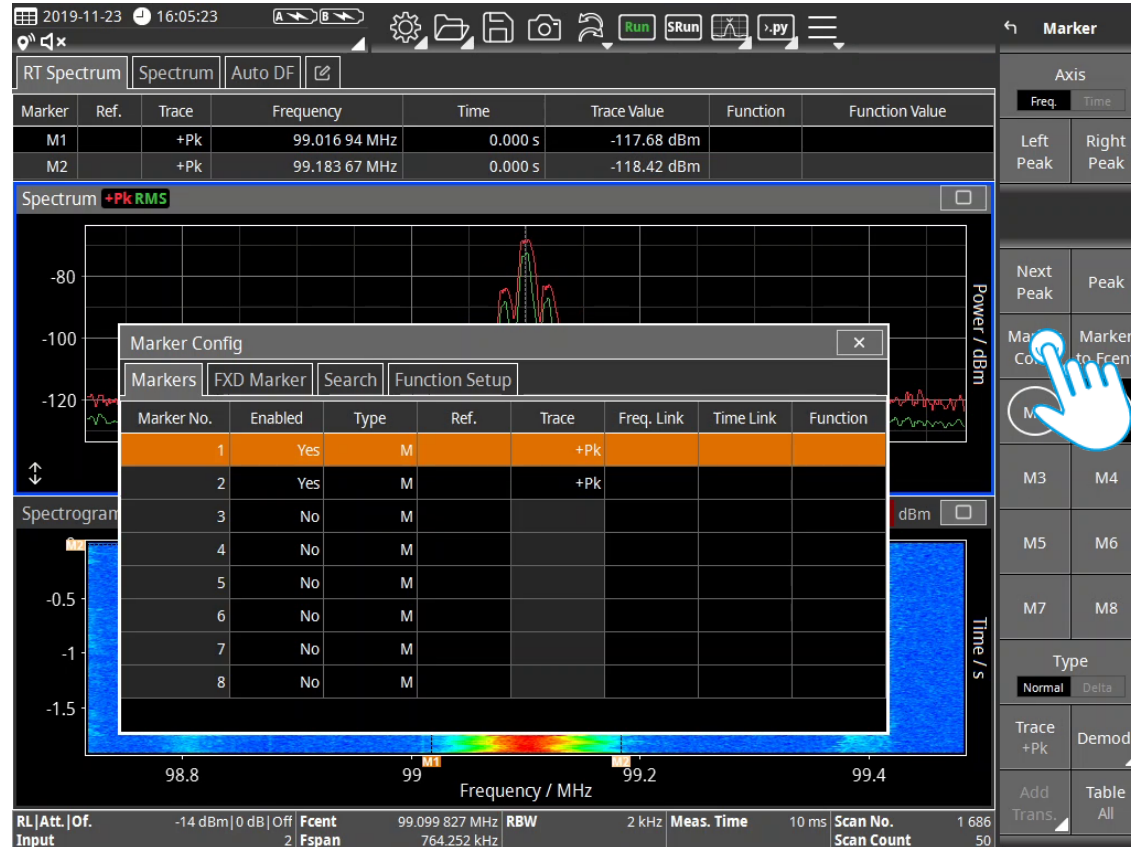 2019-11-23 16:05:23 A B Run SRun >.py Marker
RT Spectrum Spectrum Auto DF
Marker Ref. Trace Frequency Time Trace Value Function Function Value
M1 +Pk 99.016 94 MHz 0.000 s -117.68 dBm
M2 +Pk 99.183 67 MHz 0.000 s -118.42 dBm
Spectrum +Pk RMS
-80
-100
-120
Power / dBm
Marker Config
Markers FXD Marker Search Function Setup
Marker No. Enabled Type Ref. Trace Freq. Link Time Link Function
1 Yes M +Pk
2 Yes M +Pk
3 No M
4 No M
5 No M
6 No M
7 No M
8 No M
dBm
M2
-0.5
-1
-1.5
Time / s
M1 M2
98.8 99 99.2 99.4
Frequency / MHz
RL|Att.|Of. -14 dBm|0 dB|Off Fcent 99.099 827 MHz RBW 2 kHz Meas. Time 10 ms Scan No. 1 686
Input 2 Fspan 764.252 kHz Scan Count 50
Axis
Freq. Time
Left Peak
Right Peak
Next Peak
Peak
Marker
M3 M4
M5 M6
M7 M8
Type
Normal Delta
Trace +Pk
Demod
Add Trans.
Table All